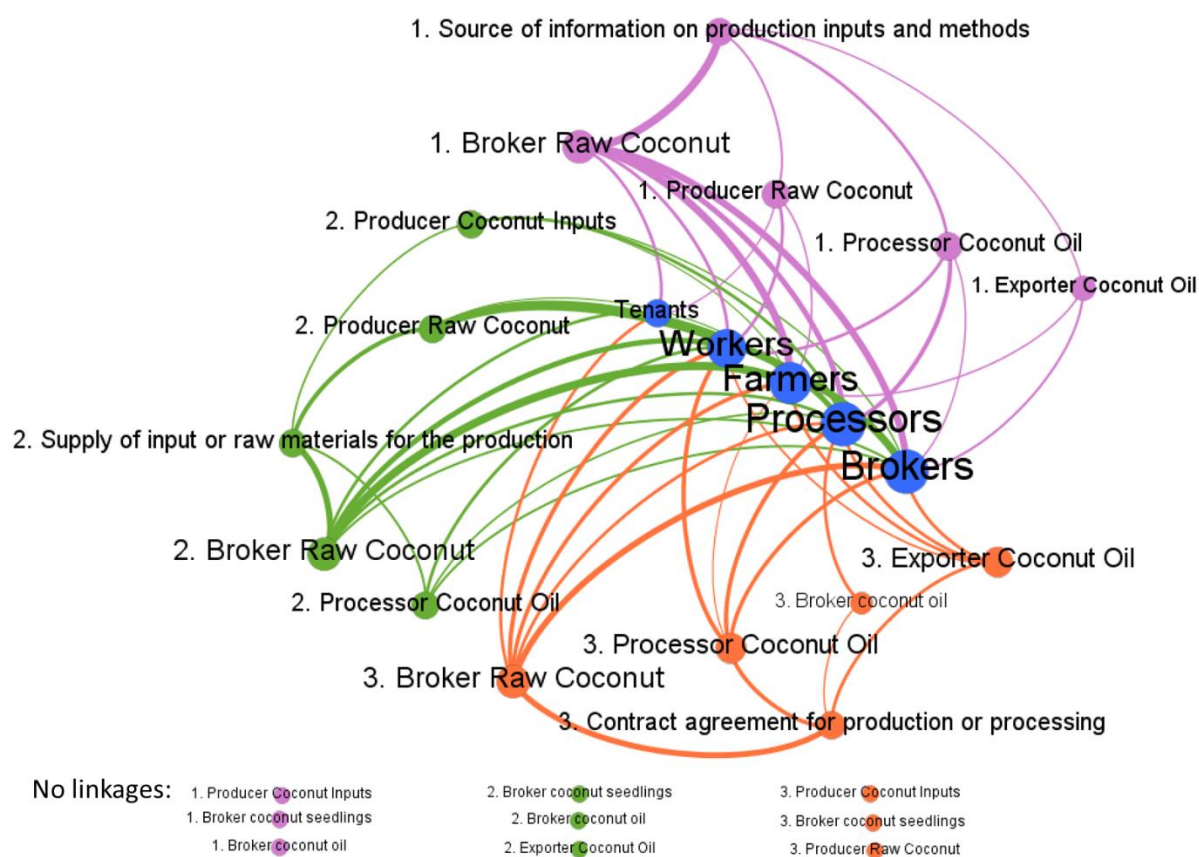 1. Source of information on production inputs and methods
1. Broker Raw Coconut
1. Producer Raw Coconut
2. Producer Coconut Inputs
1. Processor Coconut Oil
1. Exporter Coconut Oil
Tenants
2. Producer Raw Coconut
Workers
Farmers
Processors
2. Supply of input or raw materials for the production
Brokers
2. Broker Raw Coconut
3. Exporter Coconut Oil
2. Processor Coconut Oil
3. Broker coconut oil
3. Processor Coconut Oil
3. Broker Raw Coconut
3. Contract agreement for production or processing
No linkages:
1. Producer Coconut Inputs
1. Broker coconut seedlings
1. Broker coconut oil
2. Broker coconut seedlings
2. Broker coconut oil
2. Exporter Coconut Oil
3. Producer Coconut Inputs
3. Broker coconut seedlings
3. Producer Raw Coconut